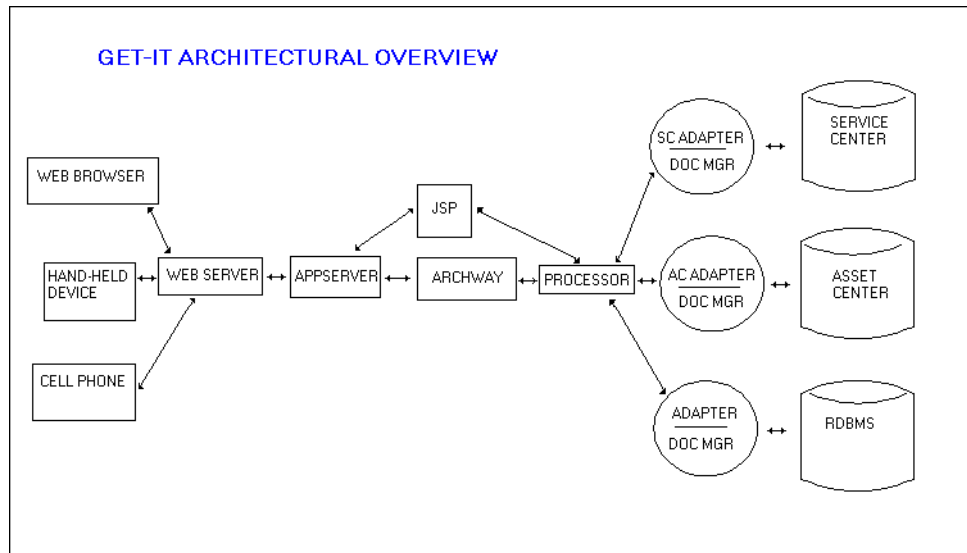 GET-IT ARCHITECTURAL OVERVIEW
WEB BROWSER
HAND-HELD
DEVICE
CELL PHONE
WEB SERVER
APPSERVER
JSP
ARCHWAY
PROCESSOR
SC ADAPTER
DOC MGR
SERVICE
CENTER
AC ADAPTER
DOC MGR
ASSET
CENTER
ADAPTER
DOC MGR
RDBMS